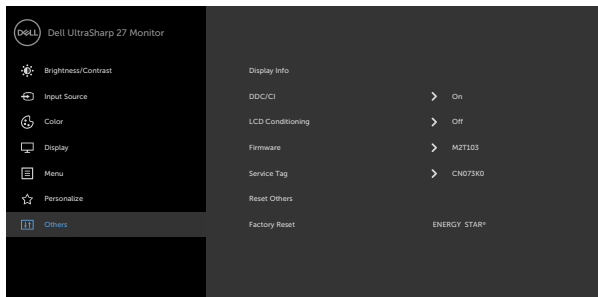 DELL Dell UltraSharp 27 Monitor
Brightness/Contrast Display Info
Input Source DDC/CI On
Color LCD Conditioning Off
Display Firmware M2T103
Menu Service Tag CN073K0
Personalize Reset Others
Others Factory Reset ENERGY STAR®